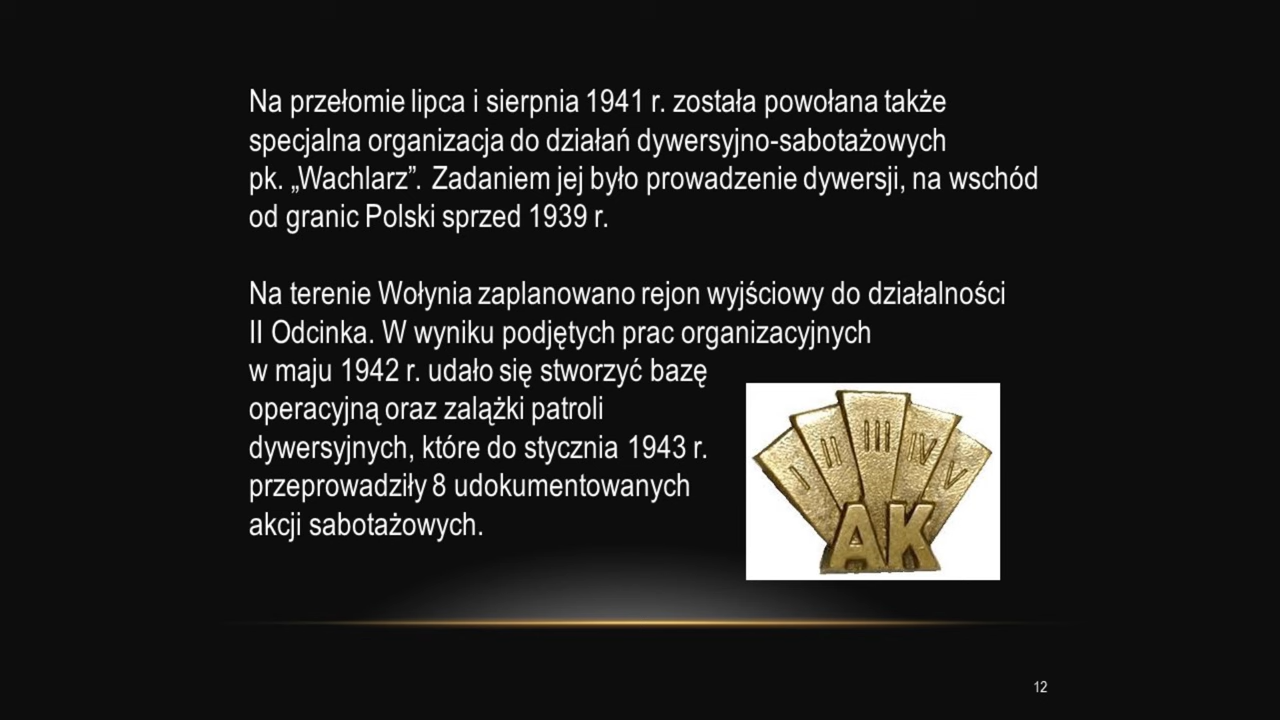 Na przełomie lipca i sierpnia 1941 r. została powołana także
specjalna organizacja do działań dywersyjno-sabotażowych
pk. „Wachlarz”. Zadaniem jej było prowadzenie dywersji, na wschód
od granic Polski sprzed 1939 r.
Na terenie Wołynia zaplanowano rejon wyjściowy do działalności
II Odcinka. W wyniku podjętych prac organizacyjnych
w maju 1942 r. udało się stworzyć bazę
operacyjną oraz zalążki patroli
dywersyjnych, które do stycznia 1943 r.
przeprowadziły 8 udokumentowanych
akcji sabotażowych.
I II III IV V
AK
12